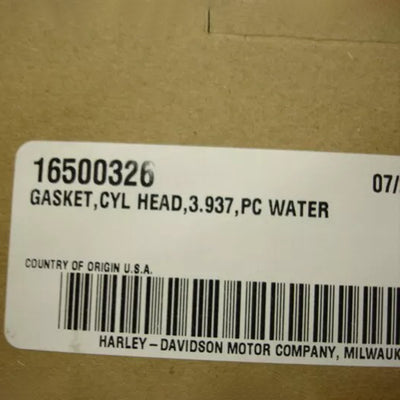 16500326 07/
GASKET,CYL HEAD,3.937,PC WATER
COUNTRY OF ORIGIN U.S.A.
HARLEY-DAVIDSON MOTOR COMPANY, MILWAUK